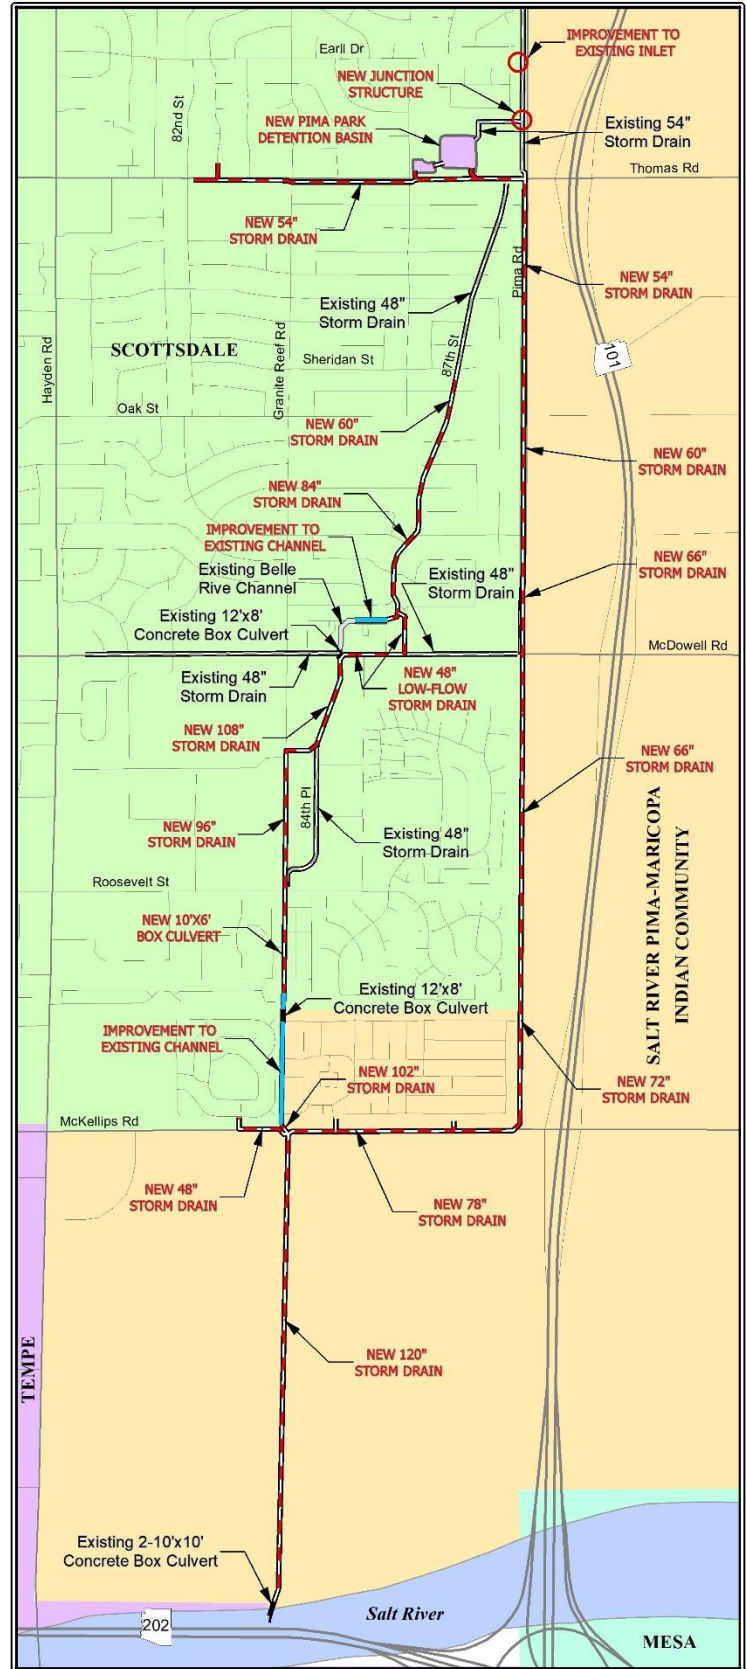 Earll Dr
IMPROVEMENT TO
EXISTING INLET
82nd St
NEW JUNCTION
STRUCTURE
NEW PIMA PARK
DETENTION BASIN
Existing 54"
Storm Drain
Thomas Rd
NEW 54"
STORM DRAIN
Pima Rd
NEW 54"
STORM DRAIN
Existing 48"
Storm Drain
Hayden Rd
SCOTTSDALE
Granite Reef Rd
Sheridan St
87th St
101
Oak St
NEW 60"
STORM DRAIN
NEW 60"
STORM DRAIN
NEW 84"
STORM DRAIN
IMPROVEMENT TO
EXISTING CHANNEL
NEW 66"
STORM DRAIN
Existing Belle
Rive Channel
Existing 48"
Storm Drain
Existing 12'x8'
Concrete Box Culvert
McDowell Rd
Existing 48"
Storm Drain
NEW 48"
LOW-FLOW
STORM DRAIN
NEW 108"
STORM DRAIN
NEW 66"
STORM DRAIN
84th Pl
NEW 96"
STORM DRAIN
Existing 48"
Storm Drain
Roosevelt St
SALT RIVER PIMA-MARICOPA
INDIAN COMMUNITY
NEW 10'X6'
BOX CULVERT
Existing 12'x8'
Concrete Box Culvert
IMPROVEMENT TO
EXISTING CHANNEL
NEW 102"
STORM DRAIN
NEW 72"
STORM DRAIN
McKellips Rd
NEW 48"
STORM DRAIN
NEW 78"
STORM DRAIN
TEMPE
NEW 120"
STORM DRAIN
Existing 2-10'x10'
Concrete Box Culvert
202
Salt River
MESA